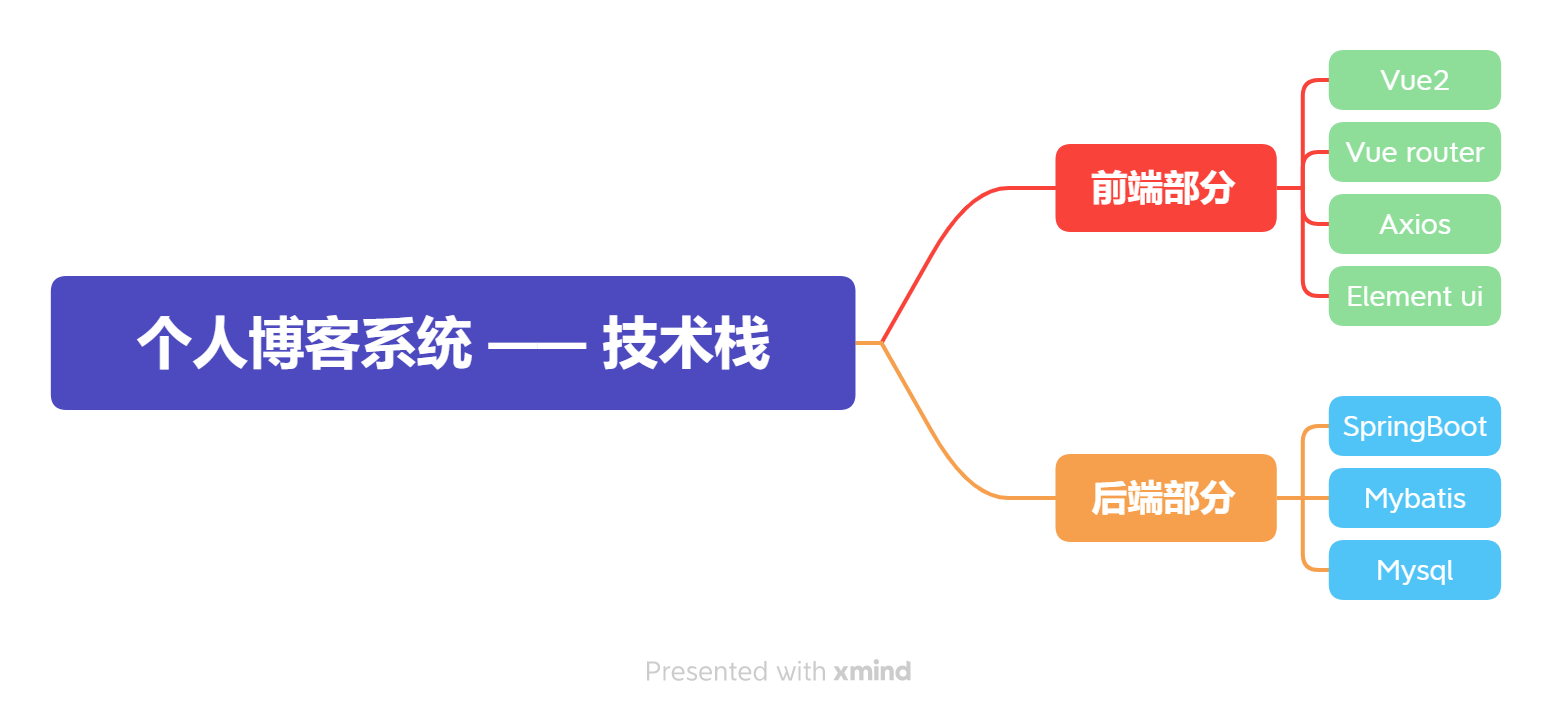 个人博客系统 —— 技术栈
前端部分
Vue2
Vue router
Axios
Element ui
后端部分
SpringBoot
Mybatis
Mysql
Presented with xmind